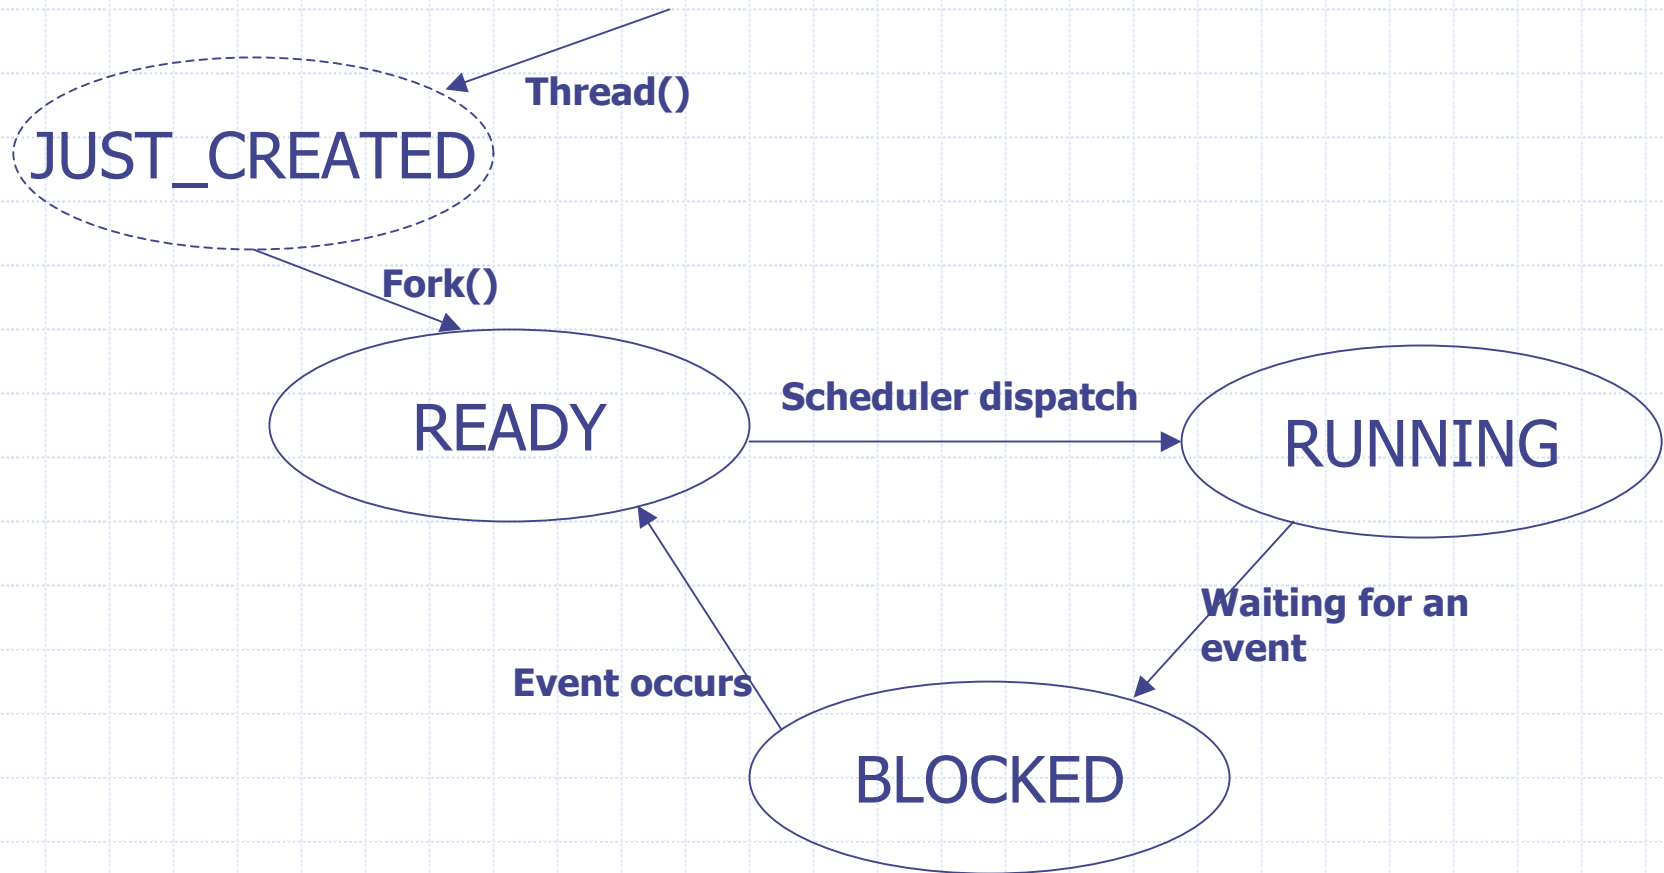 Thread()
JUST_CREATED
Fork()
Scheduler dispatch
READY
RUNNING
Waiting for an
event
Event occurs
BLOCKED